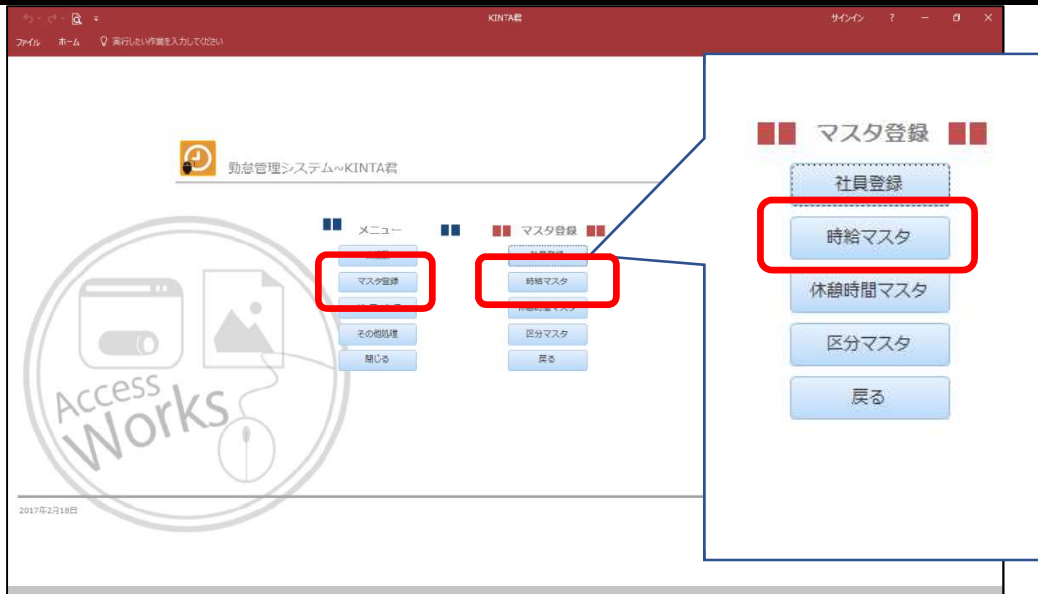 KINTA君
サインイン ?
ファイル ホーム 実行したい作業を入力してください
勤怠管理システム~KINTA君
メニュー
マスタ登録
その他処理
閉じる
マスタ登録
時給マスタ
区分マスタ
戻る
Access
Works
2017年2月18日
マスタ登録
社員登録
時給マスタ
休憩時間マスタ
区分マスタ
戻る